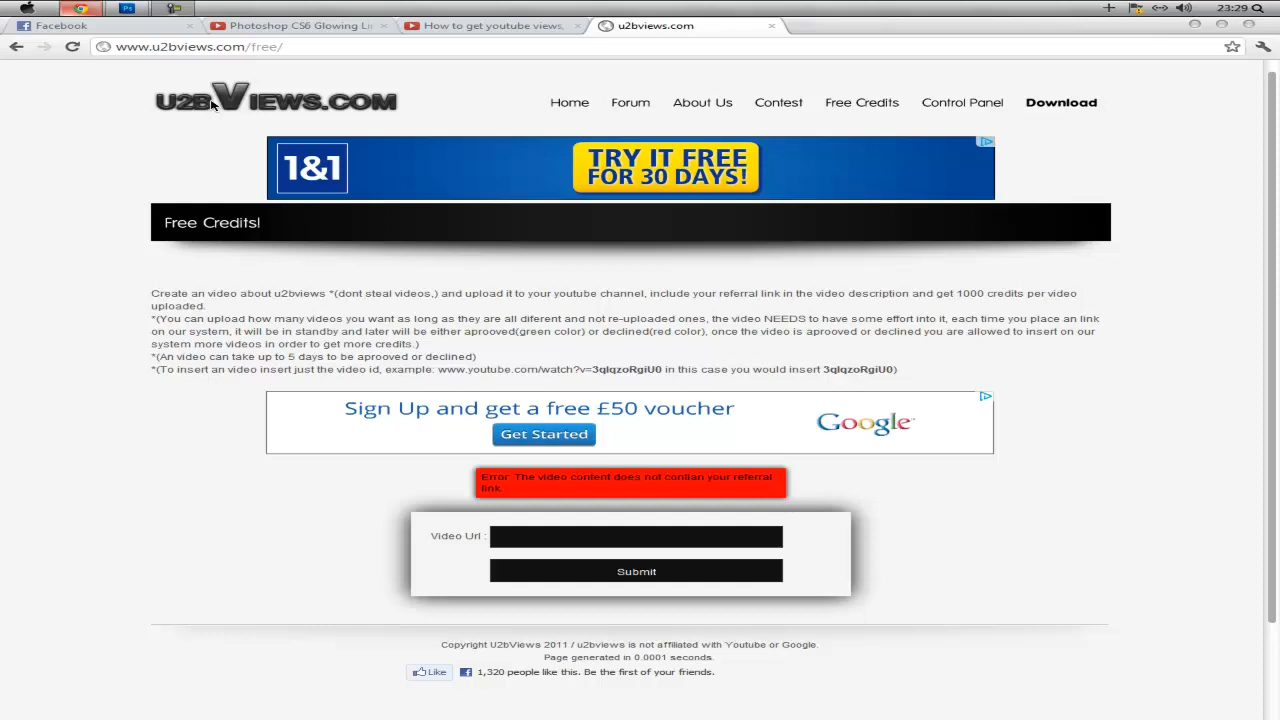 23:29
Facebook
Photoshop CS6 Glowing Li
How to get youtube views,
u2bviews.com
www.u2bviews.com/free/
U2BVIEWS.COM
Home
Forum
About Us
Contest
Free Credits
Control Panel
Download
1&1
TRY IT FREE
FOR 30 DAYS!
Free Credits!
Create an video about u2bviews *(dont steal videos,) and upload it to your youtube channel, include your referral link in the video description and get 1000 credits per video
uploaded.
*(You can upload how many videos you want as long as they are all diferent and not re-uploaded ones, the video NEEDS to have some effort into it, each time you place an link
on our system, it will be in standby and later will be either aprooved(green color) or declined(red color), once the video is aprooved or declined you are allowed to insert on our
system more videos in order to get more credits.)
*(An video can take up to 5 days to be aprooved or declined)
*(To insert an video insert just the video id, example: www.youtube.com/watch?v=3qlqzoRgiU0 in this case you would insert 3qlqzoRgiU0)
Sign Up and get a free £50 voucher
Get Started
Google
Error: The video content does not contian your referral
link.
Video Url :
Submit
Copyright U2bViews 2011 / u2bviews is not affiliated with Youtube or Google.
Page generated in 0.0001 seconds.
Like
1,320 people like this. Be the first of your friends.